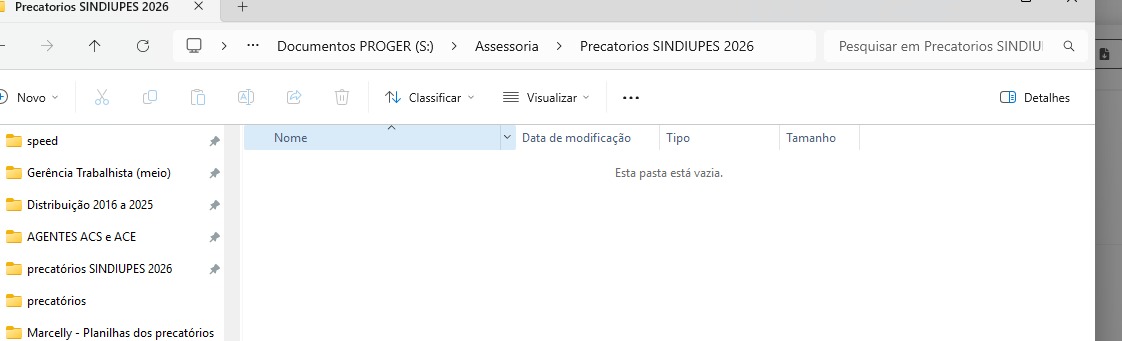 Precatorios SINDIUPES 2026
Documentos PROGER (S:) Assessoria Precatorios SINDIUPES 2026 Pesquisar em Precatorios SINDIU
Novo Classificar Visualizar Detalhes
Nome Data de modificação Tipo Tamanho
Esta pasta está vazia.
speed
Gerência Trabalhista (meio)
Distribuição 2016 a 2025
AGENTES ACS e ACE
precatórios SINDIUPES 2026
precatórios
Marcelly - Planilhas dos precatórios